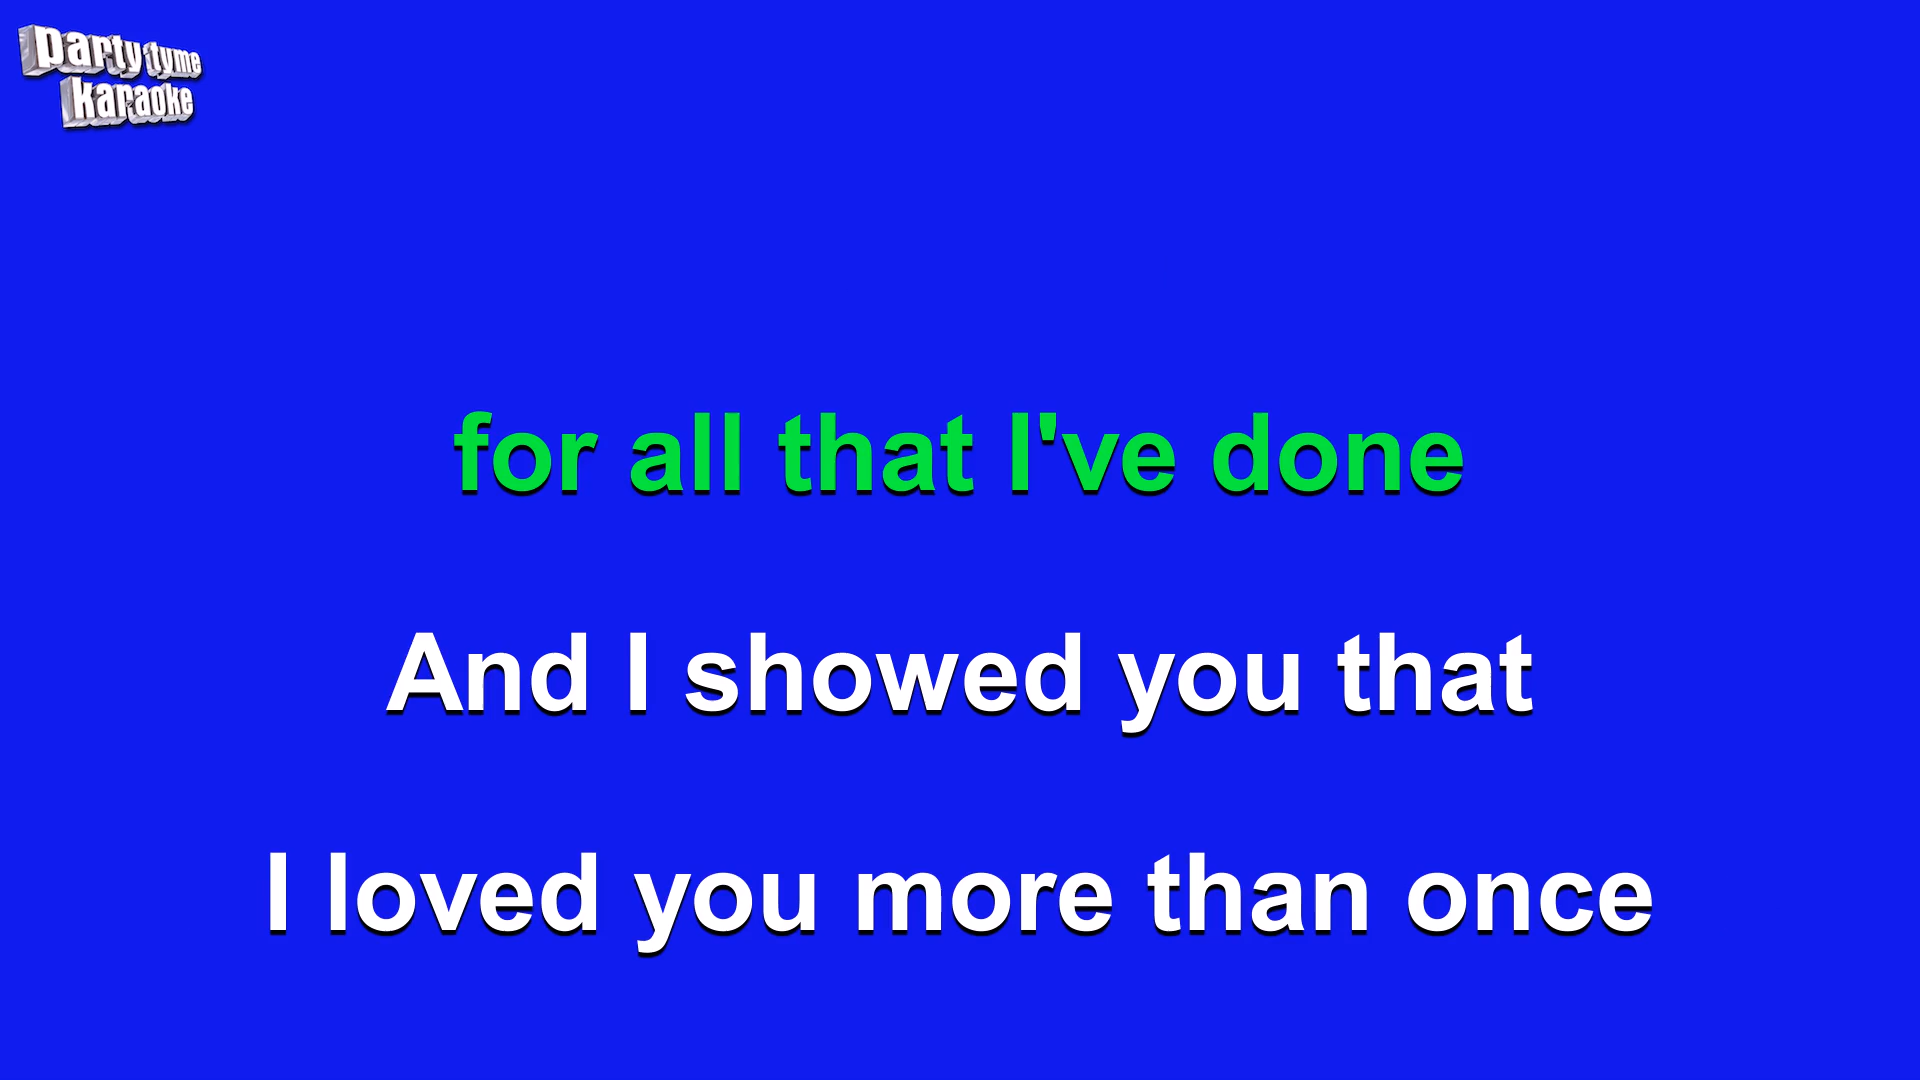 party tyme
karaoke
for all that I've done
And I showed you that
I loved you more than once